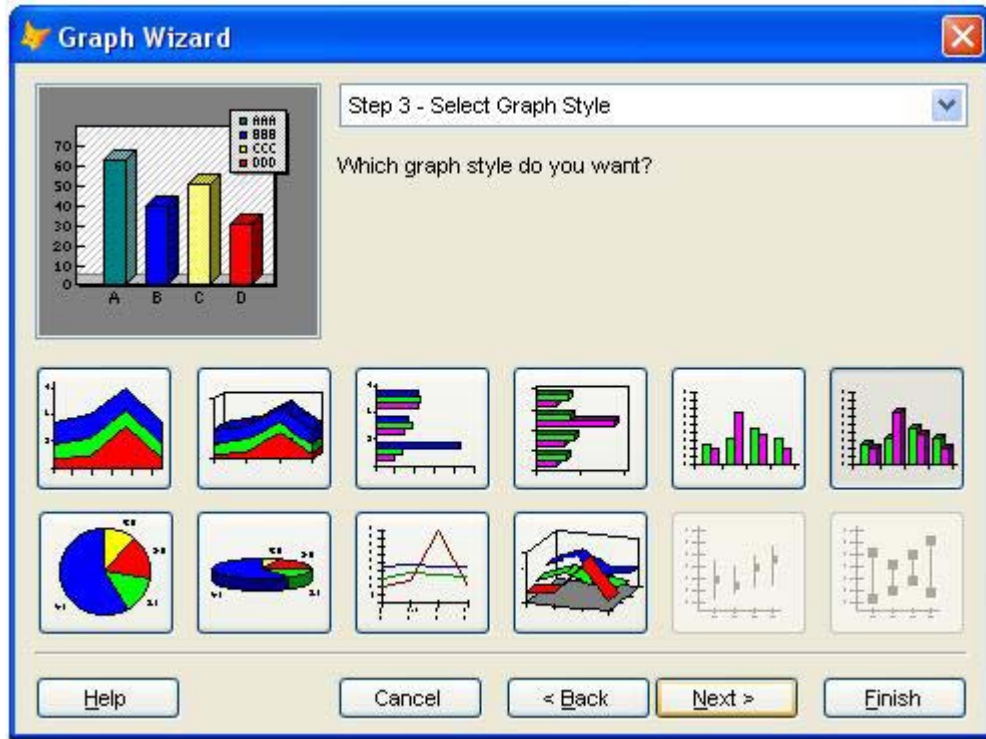 Graph Wizard
Step 3 - Select Graph Style
Which graph style do you want?
AAA
BBB
CCC
DDD
70
60
50
40
30
20
10
0
A B C D
Help Cancel < Back Next > Finish